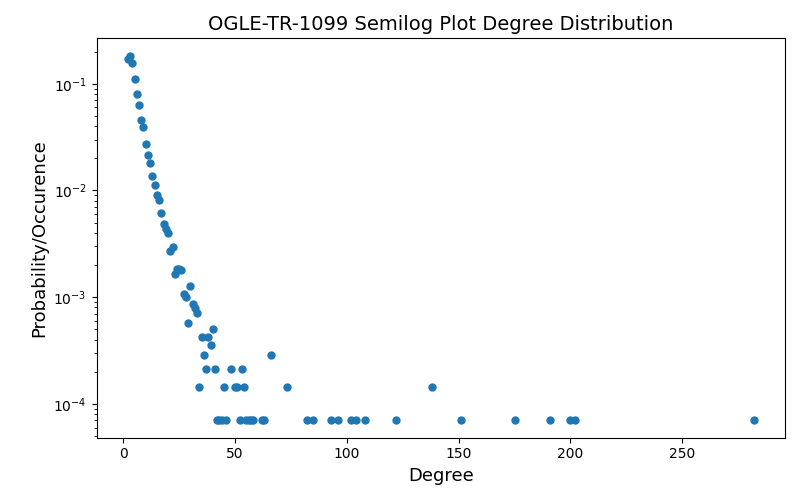 OGLE-TR-1099 Semilog Plot Degree Distribution
Probability/Occurence
10⁻¹
10⁻²
10⁻³
10⁻⁴
0 50 100 150 200 250
Degree